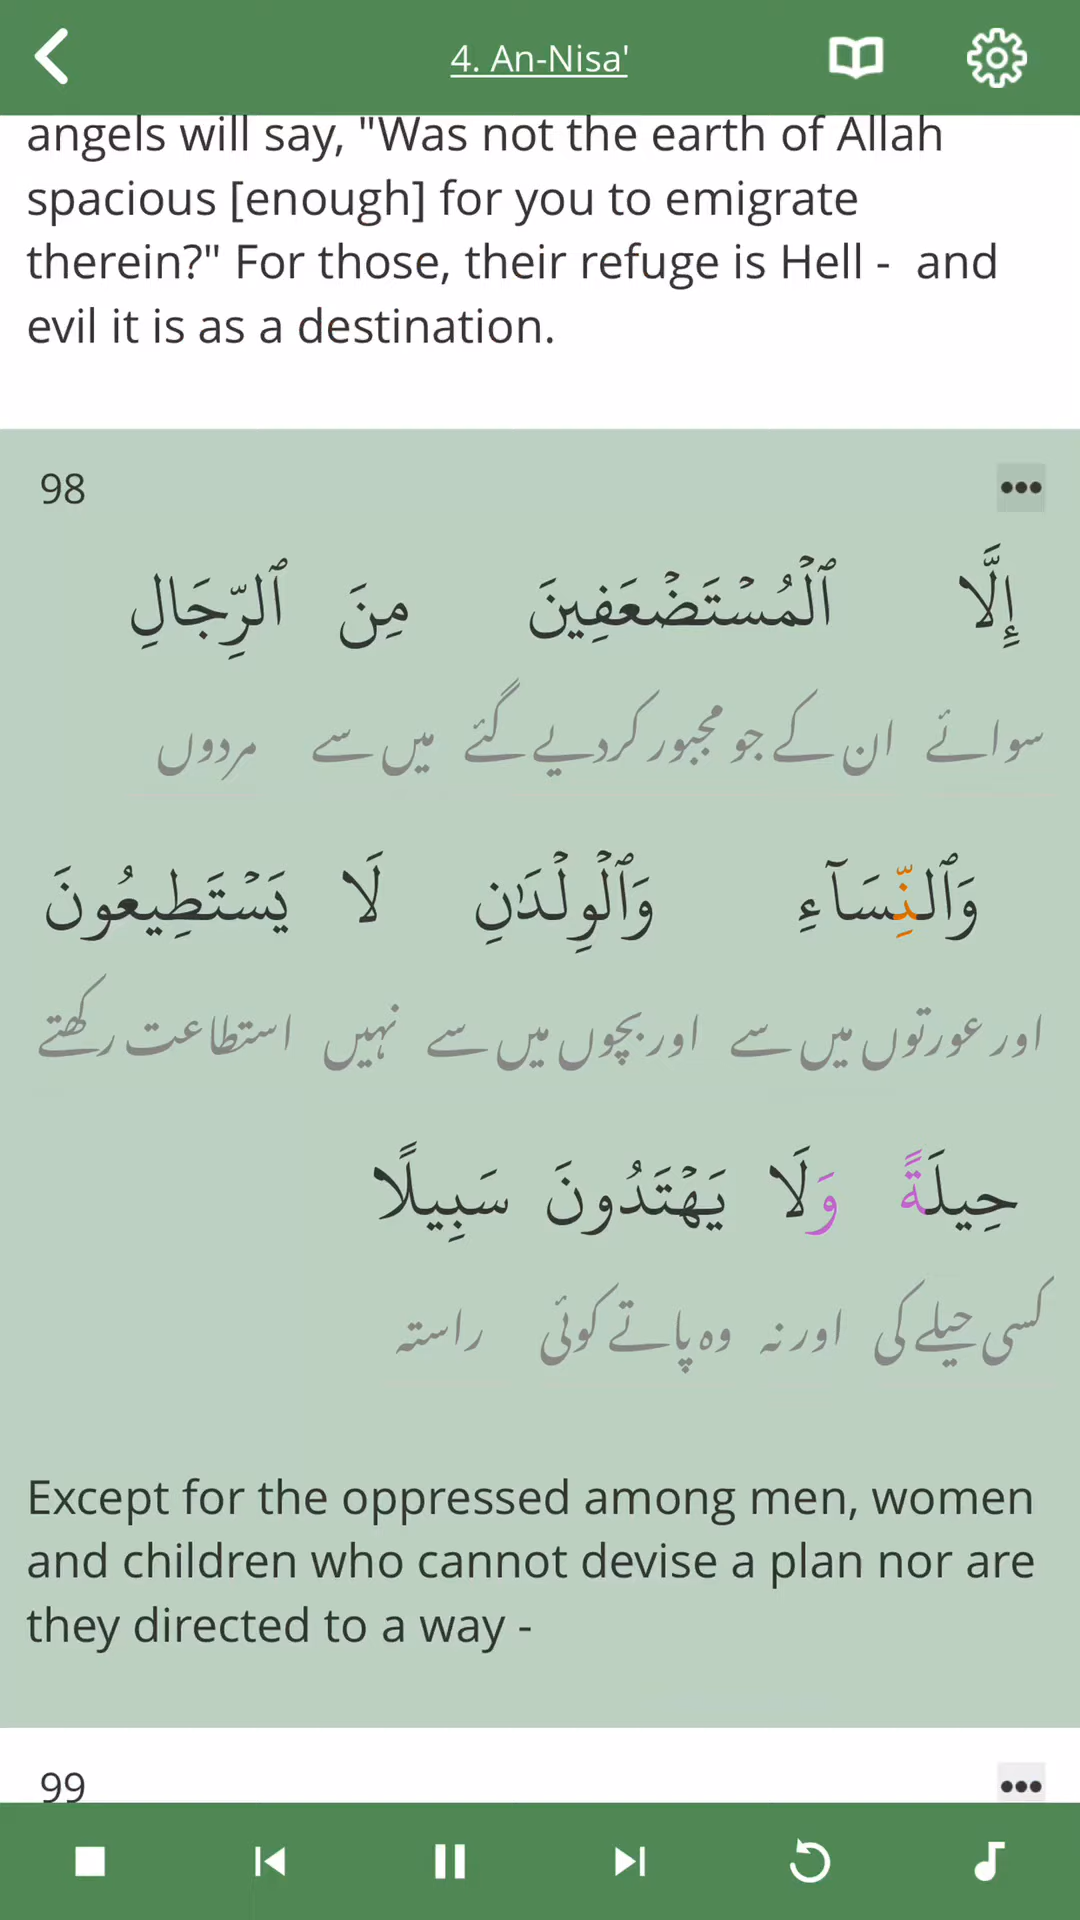 4. An-Nisa'
angels will say, "Was not the earth of Allah
spacious [enough] for you to emigrate
therein?" For those, their refuge is Hell -  and
evil it is as a destination.
98
إِلَّا ٱلْمُسْتَضْعَفِينَ مِنَ ٱلرِّجَالِ
سوائے ان کے جو مجبور کردیے گئے میں سے مردوں
وَٱلنِّسَآءِ وَٱلْوِلْدَٰنِ لَا يَسْتَطِيعُونَ
اور عورتوں میں سے اور بچوں میں سے نہیں استطاعت رکھتے
حِيلَةً وَلَا يَهْتَدُونَ سَبِيلًا
کسی حیلے کی اور نہ وہ پاتے کوئی راستہ
Except for the oppressed among men, women
and children who cannot devise a plan nor are
they directed to a way -
99